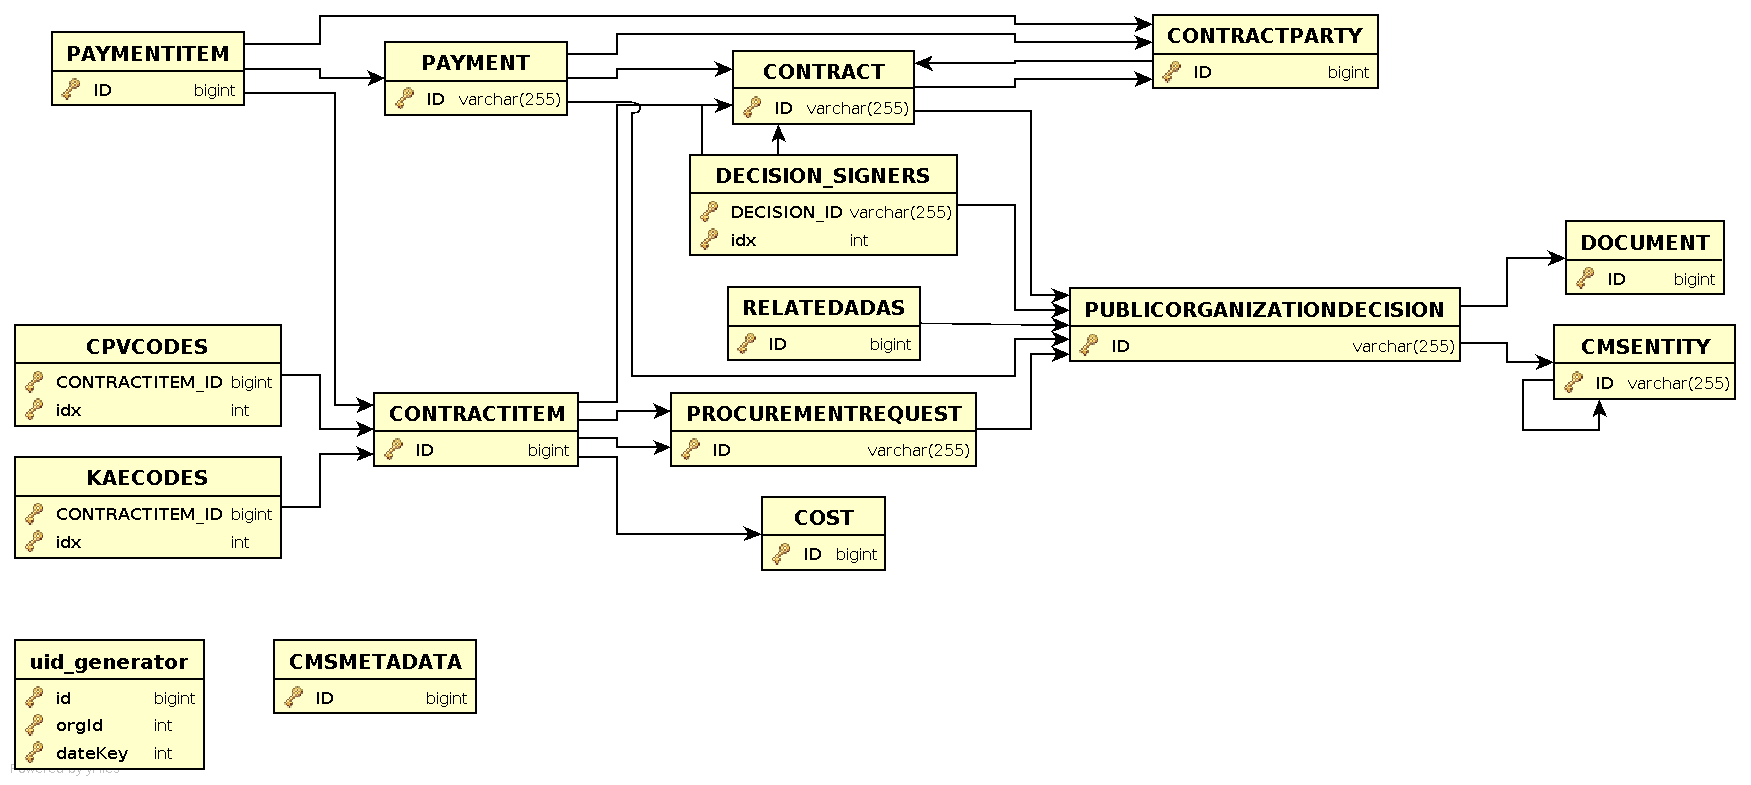 PAYMENTITEM
ID bigint
PAYMENT
ID varchar(255)
CONTRACT
ID varchar(255)
CONTRACTPARTY
ID bigint
DECISION_SIGNERS
DECISION_ID varchar(255)
idx int
RELATEDADAS
ID bigint
PUBLICORGANIZATIONDECISION
ID varchar(255)
DOCUMENT
ID bigint
CMSENTITY
ID varchar(255)
CPVCODES
CONTRACTITEM_ID bigint
idx int
KAECODES
CONTRACTITEM_ID bigint
idx int
CONTRACTITEM
ID bigint
PROCUREMENTREQUEST
ID varchar(255)
COST
ID bigint
uid_generator
id bigint
orgId int
dateKey int
CMSMETADATA
ID bigint
Powered by yFiles